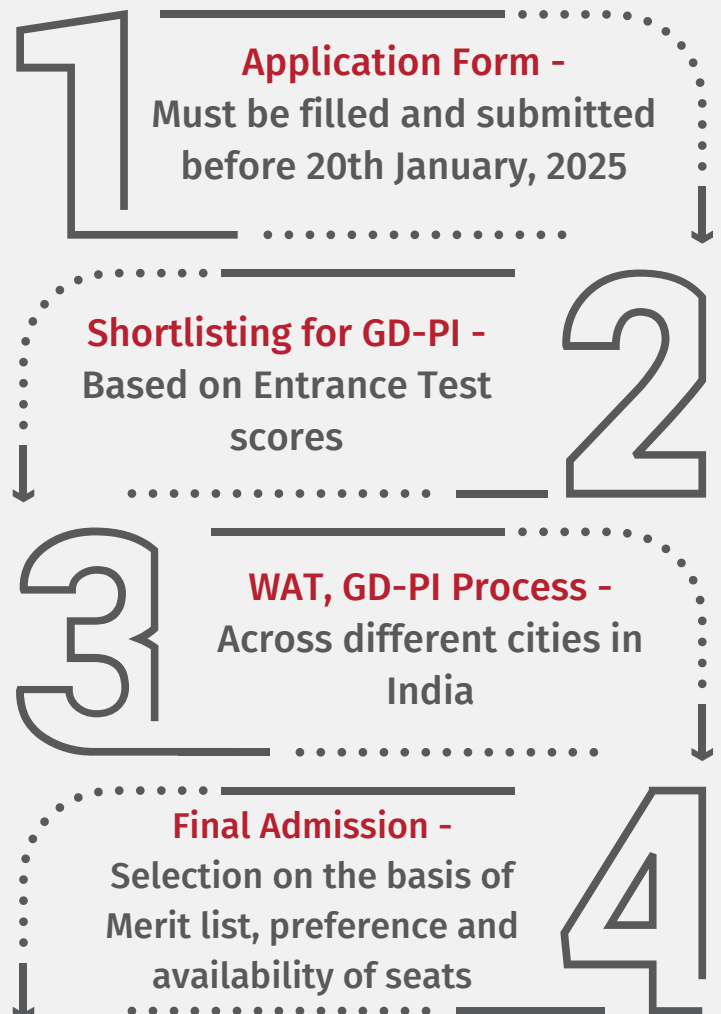 1
Application Form -
Must be filled and submitted
before 20th January, 2025
2
Shortlisting for GD-PI -
Based on Entrance Test
scores
3
WAT, GD-PI Process -
Across different cities in
India
4
Final Admission -
Selection on the basis of
Merit list, preference and
availability of seats